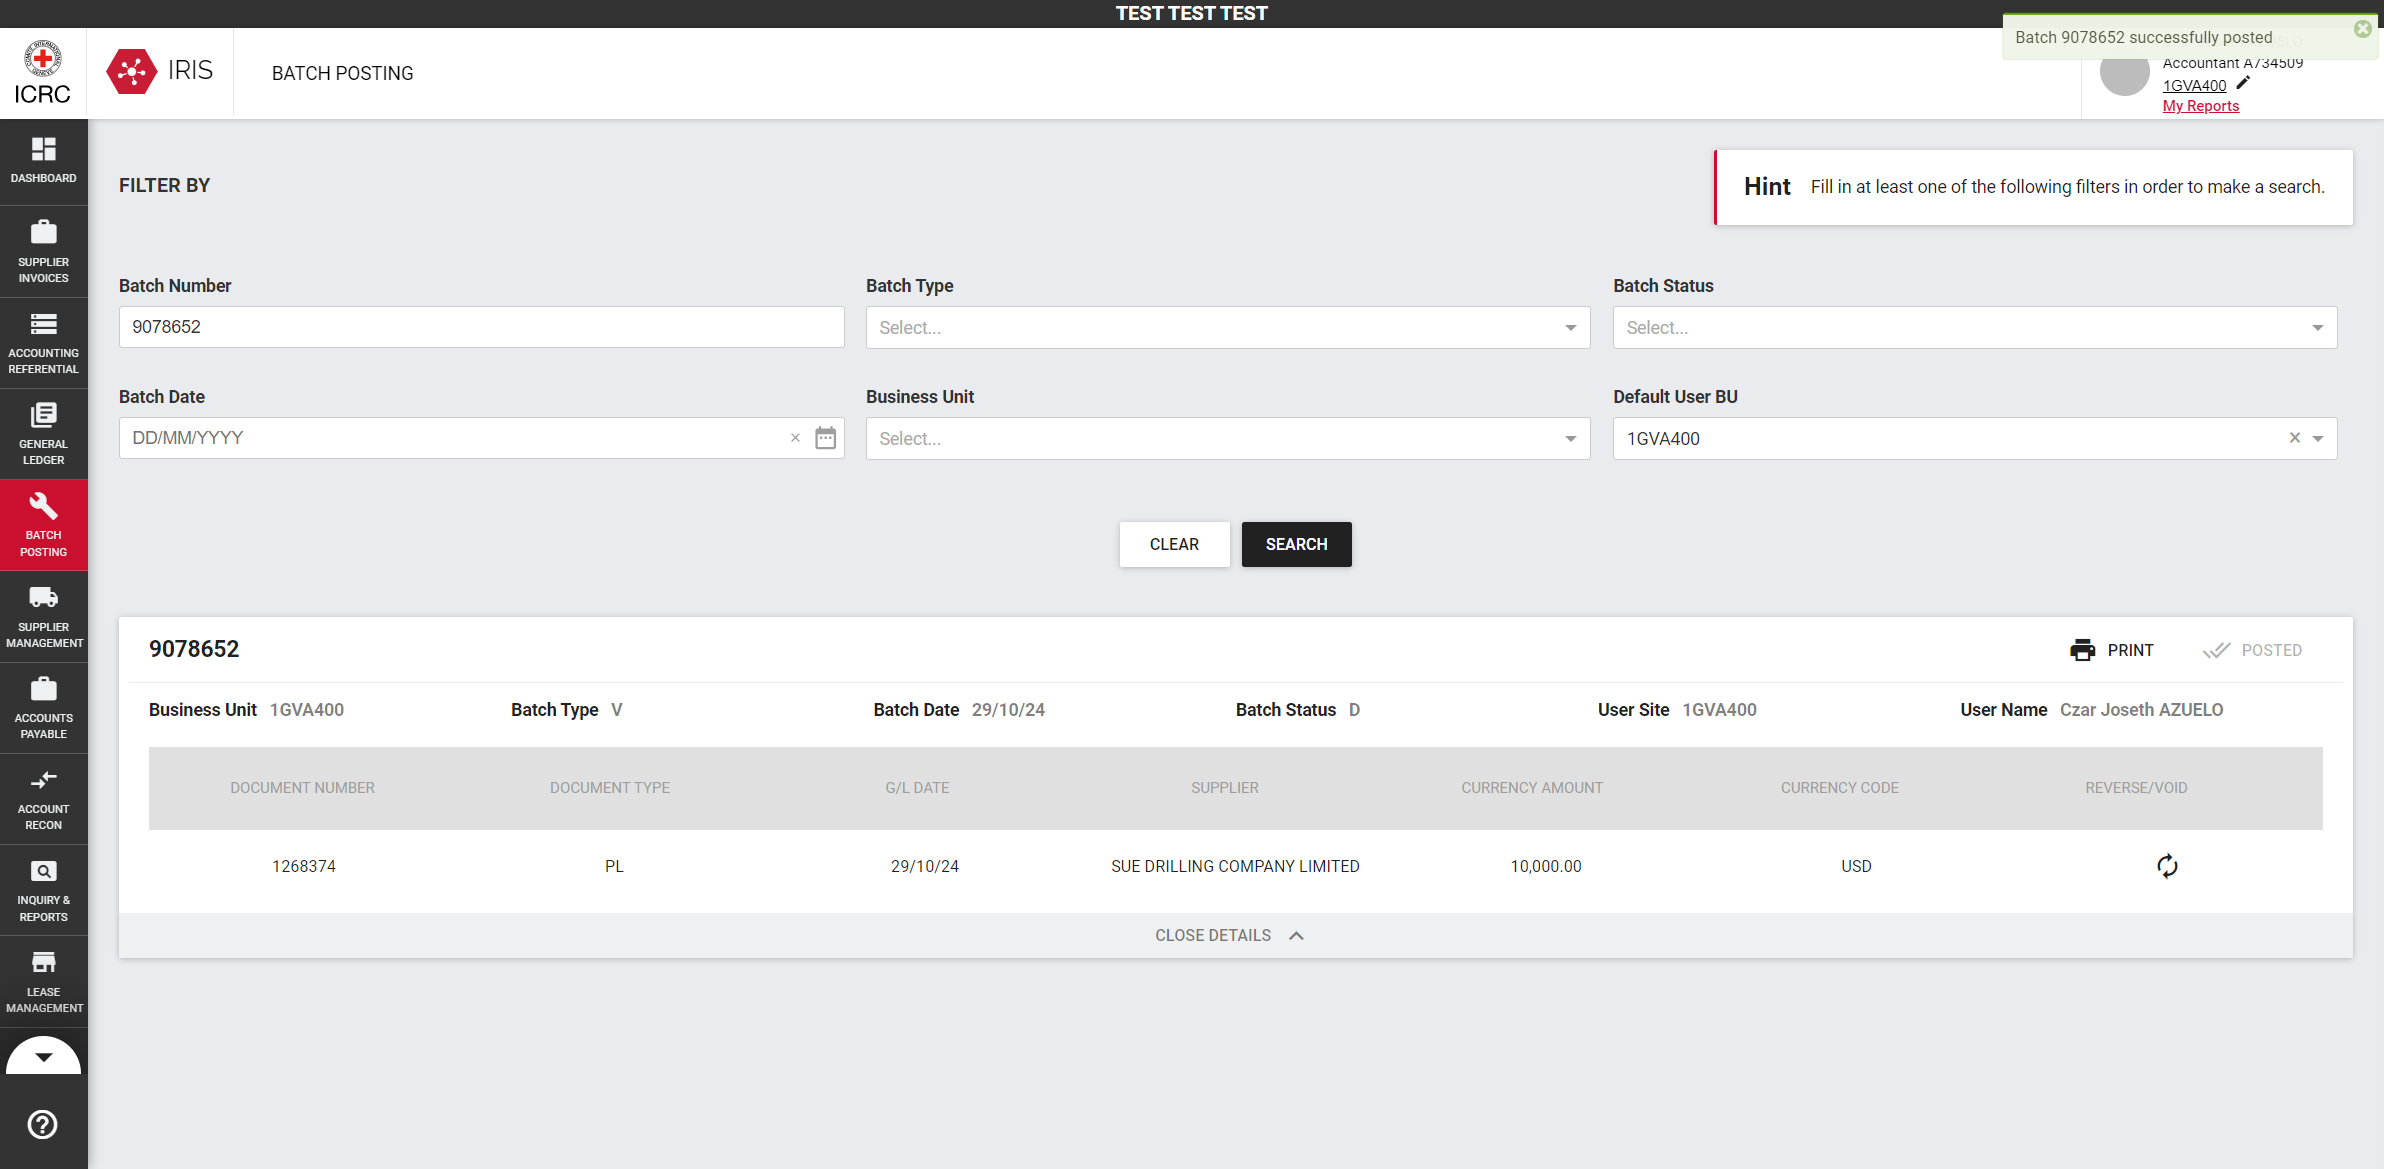 TEST TEST TEST
Batch 9078652 successfully posted
ICRC
IRIS
BATCH POSTING
Accountant A734509
1GVA400
My Reports
DASHBOARD
SUPPLIER
INVOICES
ACCOUNTING
REFERENTIAL
GENERAL
LEDGER
BATCH
POSTING
SUPPLIER
MANAGEMENT
ACCOUNTS
PAYABLE
ACCOUNT
RECON
INQUIRY &
REPORTS
LEASE
MANAGEMENT
FILTER BY
Hint Fill in at least one of the following filters in order to make a search.
Batch Number Batch Type Batch Status
9078652 Select... Select...
Batch Date Business Unit Default User BU
DD/MM/YYYY Select... 1GVA400
CLEAR SEARCH
9078652 PRINT POSTED
Business Unit 1GVA400 Batch Type V Batch Date 29/10/24 Batch Status D User Site 1GVA400 User Name Czar Joseth AZUELO
DOCUMENT NUMBER DOCUMENT TYPE G/L DATE SUPPLIER CURRENCY AMOUNT CURRENCY CODE REVERSE/VOID
1268374 PL 29/10/24 SUE DRILLING COMPANY LIMITED 10,000.00 USD
CLOSE DETAILS